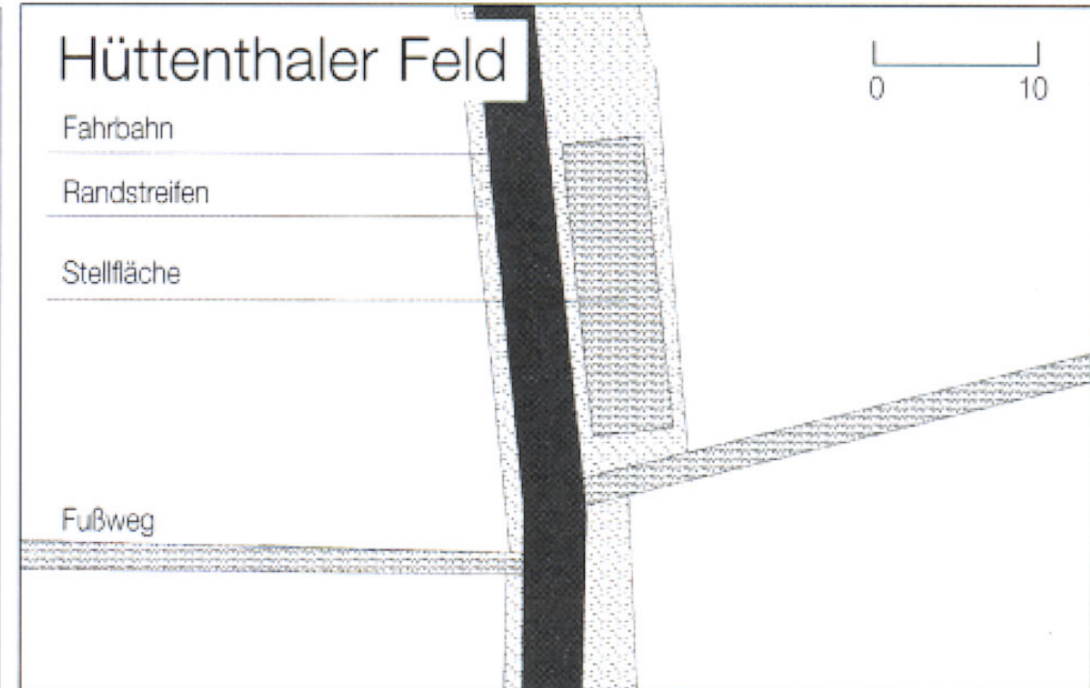 Hüttenthaler Feld
0 10
Fahrbahn
Randstreifen
Stellfläche
Fußweg